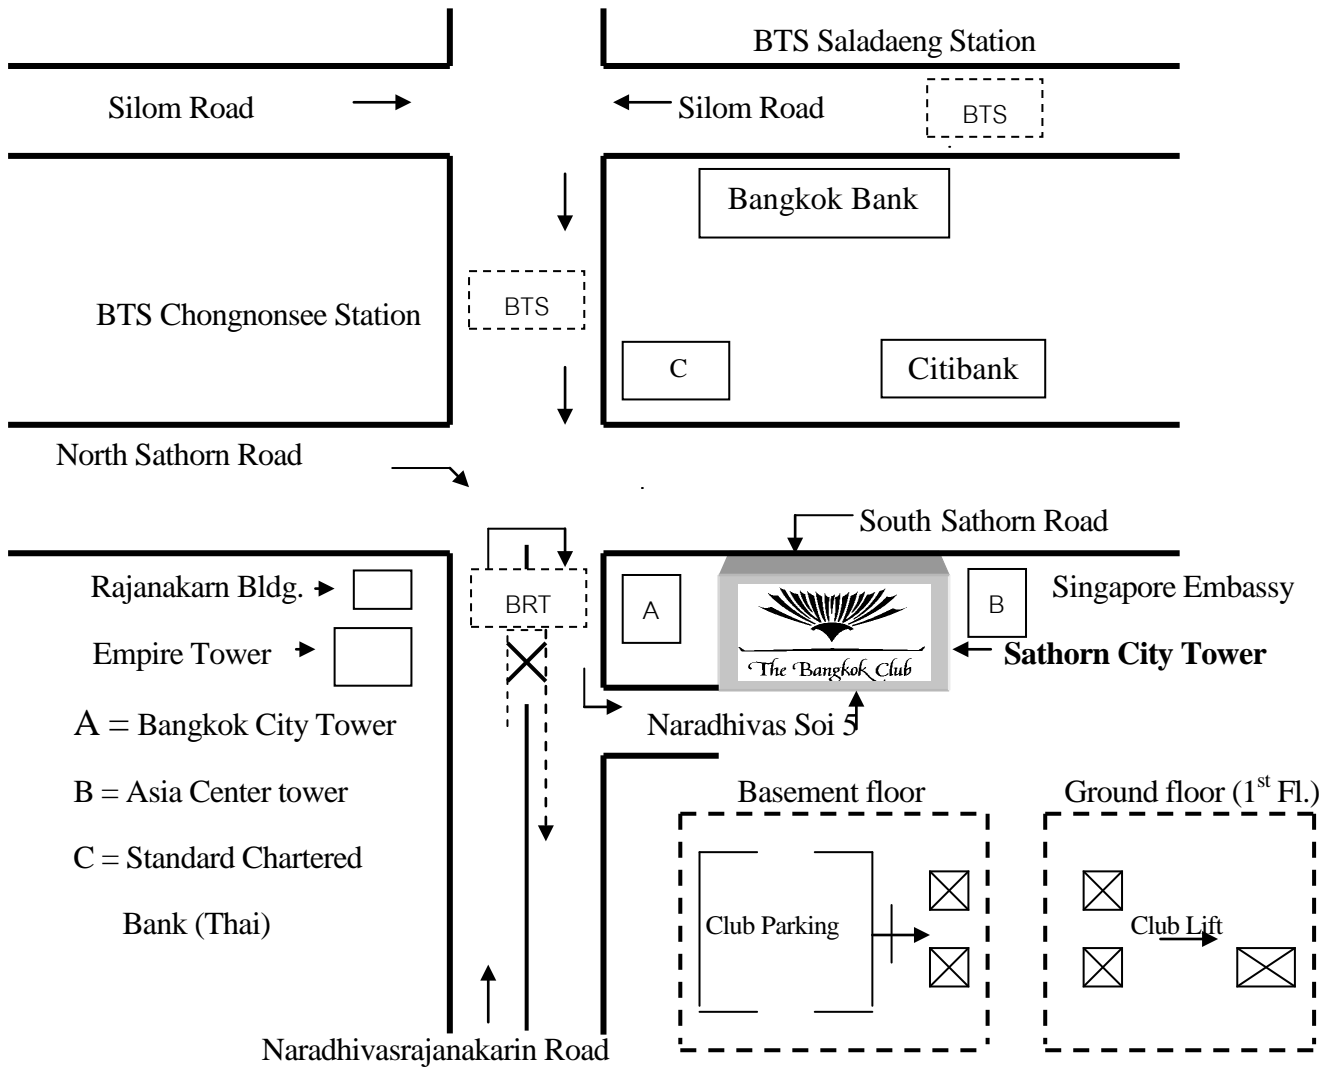 BTS Saladaeng Station
Silom Road
Silom Road
BTS
Bangkok Bank
BTS
BTS Chongnonsee Station
C
Citibank
North Sathorn Road
South Sathorn Road
Rajanakarn Bldg.
BRT
A
B
Singapore Embassy
Empire Tower
The Bangkok Club
Sathorn City Tower
A = Bangkok City Tower
Naradhivas Soi 5
B = Asia Center tower
Basement floor
Ground floor (1st Fl.)
C = Standard Chartered
Bank (Thai)
Club Parking
Club Lift
Naradhivasrajanakarin Road